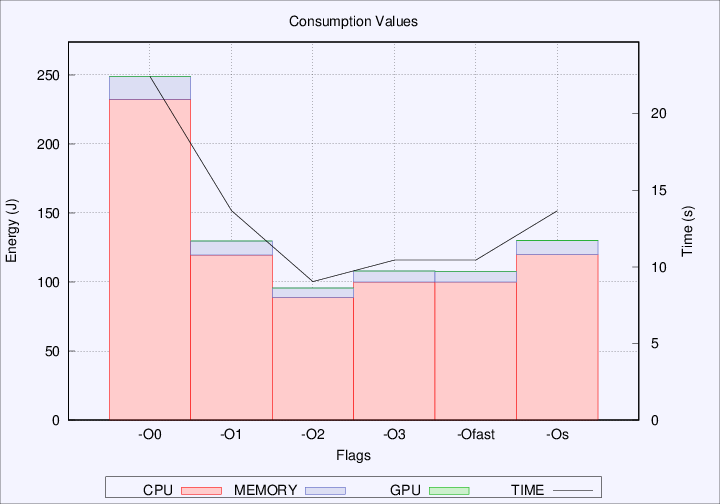 Consumption Values
250
200
150
100
50
0
Energy (J)
20
15
10
5
0
Time (s)
-O0 -O1 -O2 -O3 -Ofast -Os
Flags
CPU MEMORY GPU TIME